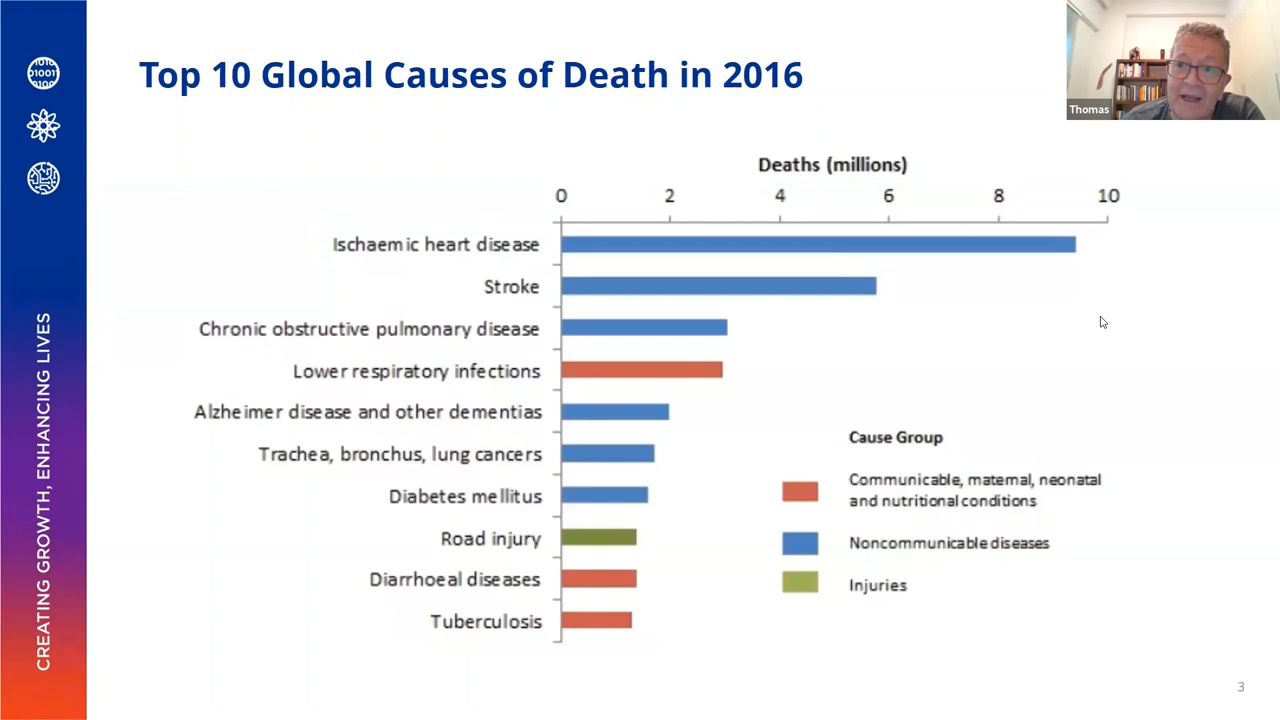 Top 10 Global Causes of Death in 2016
Thomas
Deaths (millions)
0 2 4 6 8 10
Ischaemic heart disease
Stroke
Chronic obstructive pulmonary disease
Lower respiratory infections
Alzheimer disease and other dementias
Trachea, bronchus, lung cancers
Diabetes mellitus
Road injury
Diarrhoeal diseases
Tuberculosis
Cause Group
Communicable, maternal, neonatal
and nutritional conditions
Noncommunicable diseases
Injuries
CREATING GROWTH, ENHANCING LIVES
3